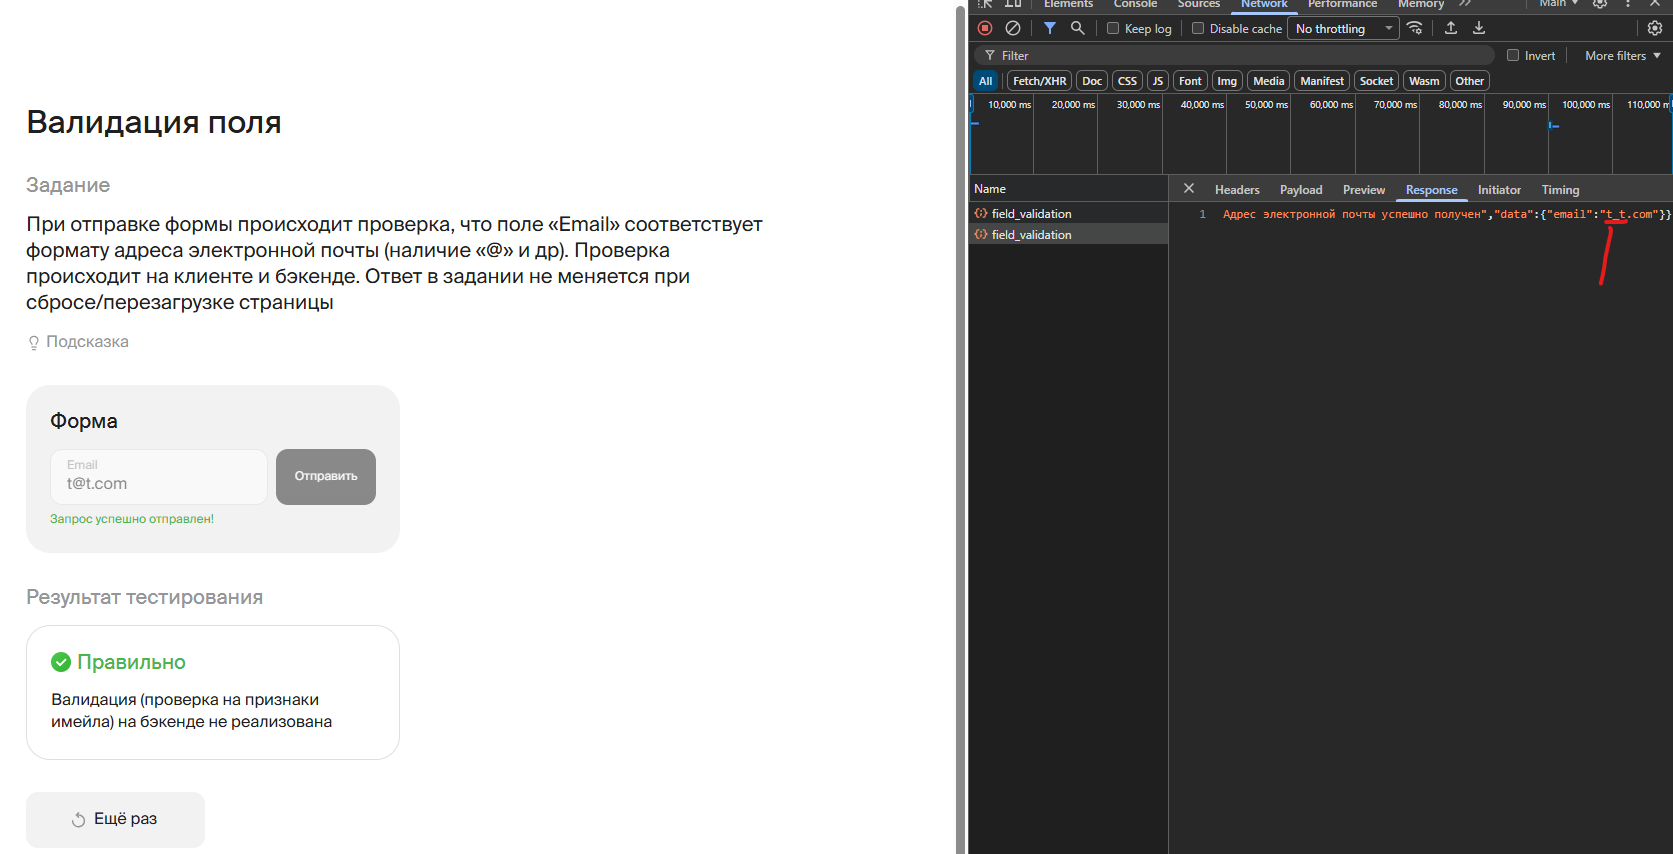 Валидация поля
Задание
При отправке формы происходит проверка, что поле «Email» соответствует
формату адреса электронной почты (наличие «@» и др). Проверка
происходит на клиенте и бэкенде. Ответ в задании не меняется при
сбросе/перезагрузке страницы
Подсказка
Форма
Email
t@t.com
Отправить
Запрос успешно отправлен!
Результат тестирования
Правильно
Валидация (проверка на признаки
имейла) на бэкенде не реализована
Ещё раз
Elements Console Sources Network Performance Memory Main
Keep log Disable cache No throttling
Filter Invert More filters
All Fetch/XHR Doc CSS JS Font Img Media Manifest Socket Wasm Other
10,000 ms 20,000 ms 30,000 ms 40,000 ms 50,000 ms 60,000 ms 70,000 ms 80,000 ms 90,000 ms 100,000 ms 110,000 m
Name Headers Payload Preview Response Initiator Timing
field_validation
field_validation
1 Адрес электронной почты успешно получен","data":{"email":"t_t.com"}}